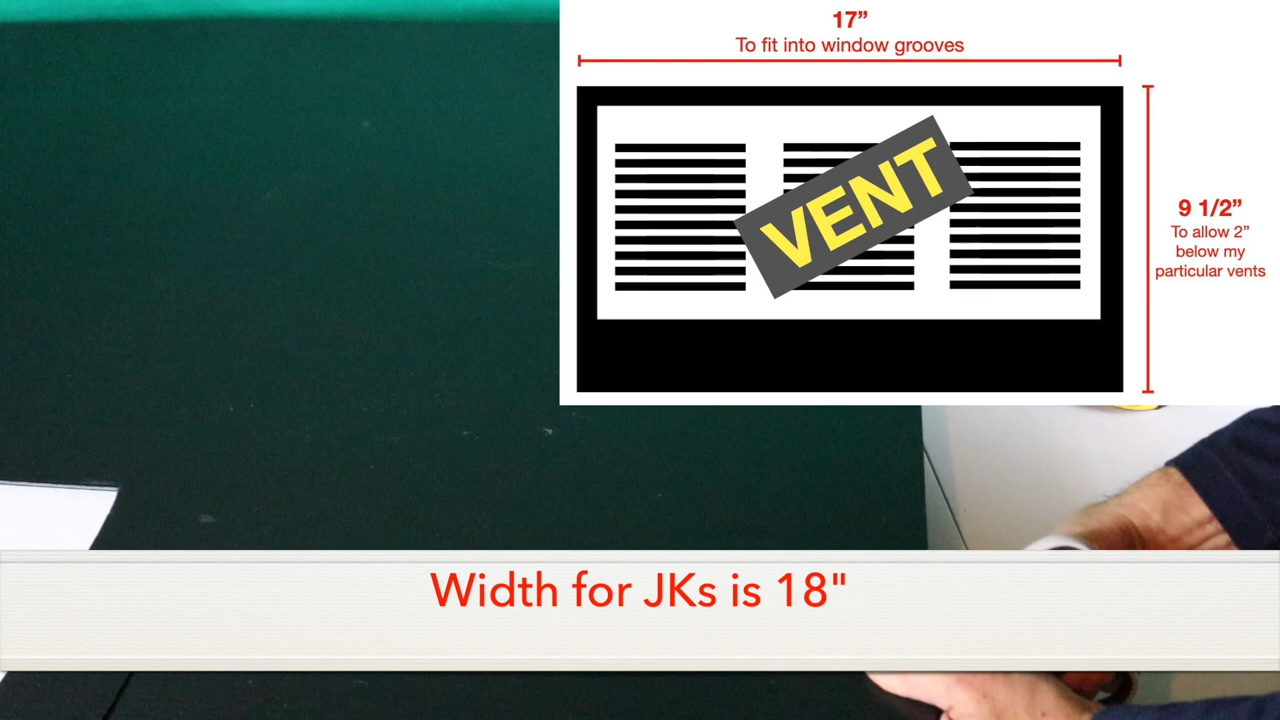 17”
To fit into window grooves
VENT
9 1/2”
To allow 2”
below my
particular vents
Width for JKs is 18"